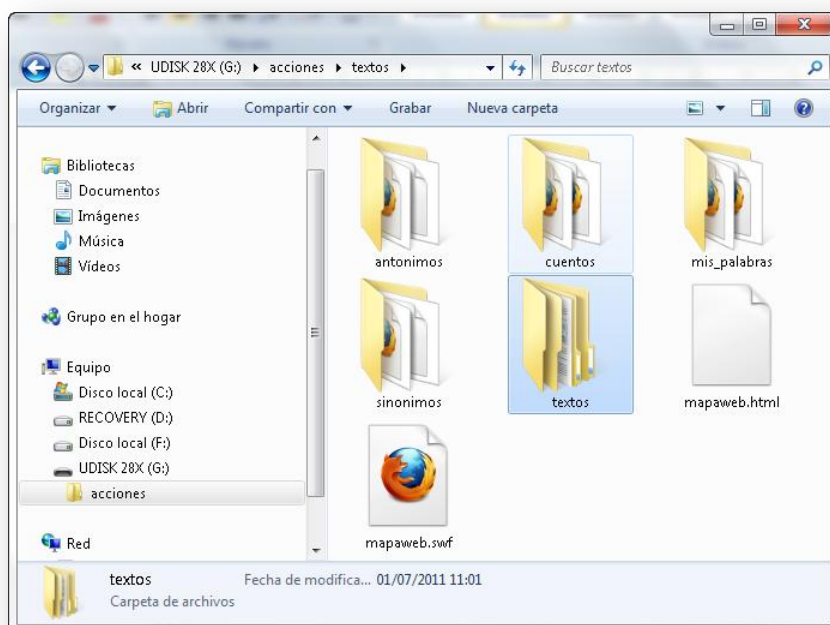 « UDISK 28X (G:) ▸ acciones ▸ textos ▸
Buscar textos
Organizar Abrir Compartir con Grabar Nueva carpeta
Bibliotecas
Documentos
Imágenes
Música
Vídeos
Grupo en el hogar
Equipo
Disco local (C:)
RECOVERY (D:)
Disco local (F:)
UDISK 28X (G:)
acciones
Red
antonimos cuentos mis_palabras
sinonimos textos mapaweb.html
mapaweb.swf
textos Fecha de modifica... 01/07/2011 11:01
Carpeta de archivos